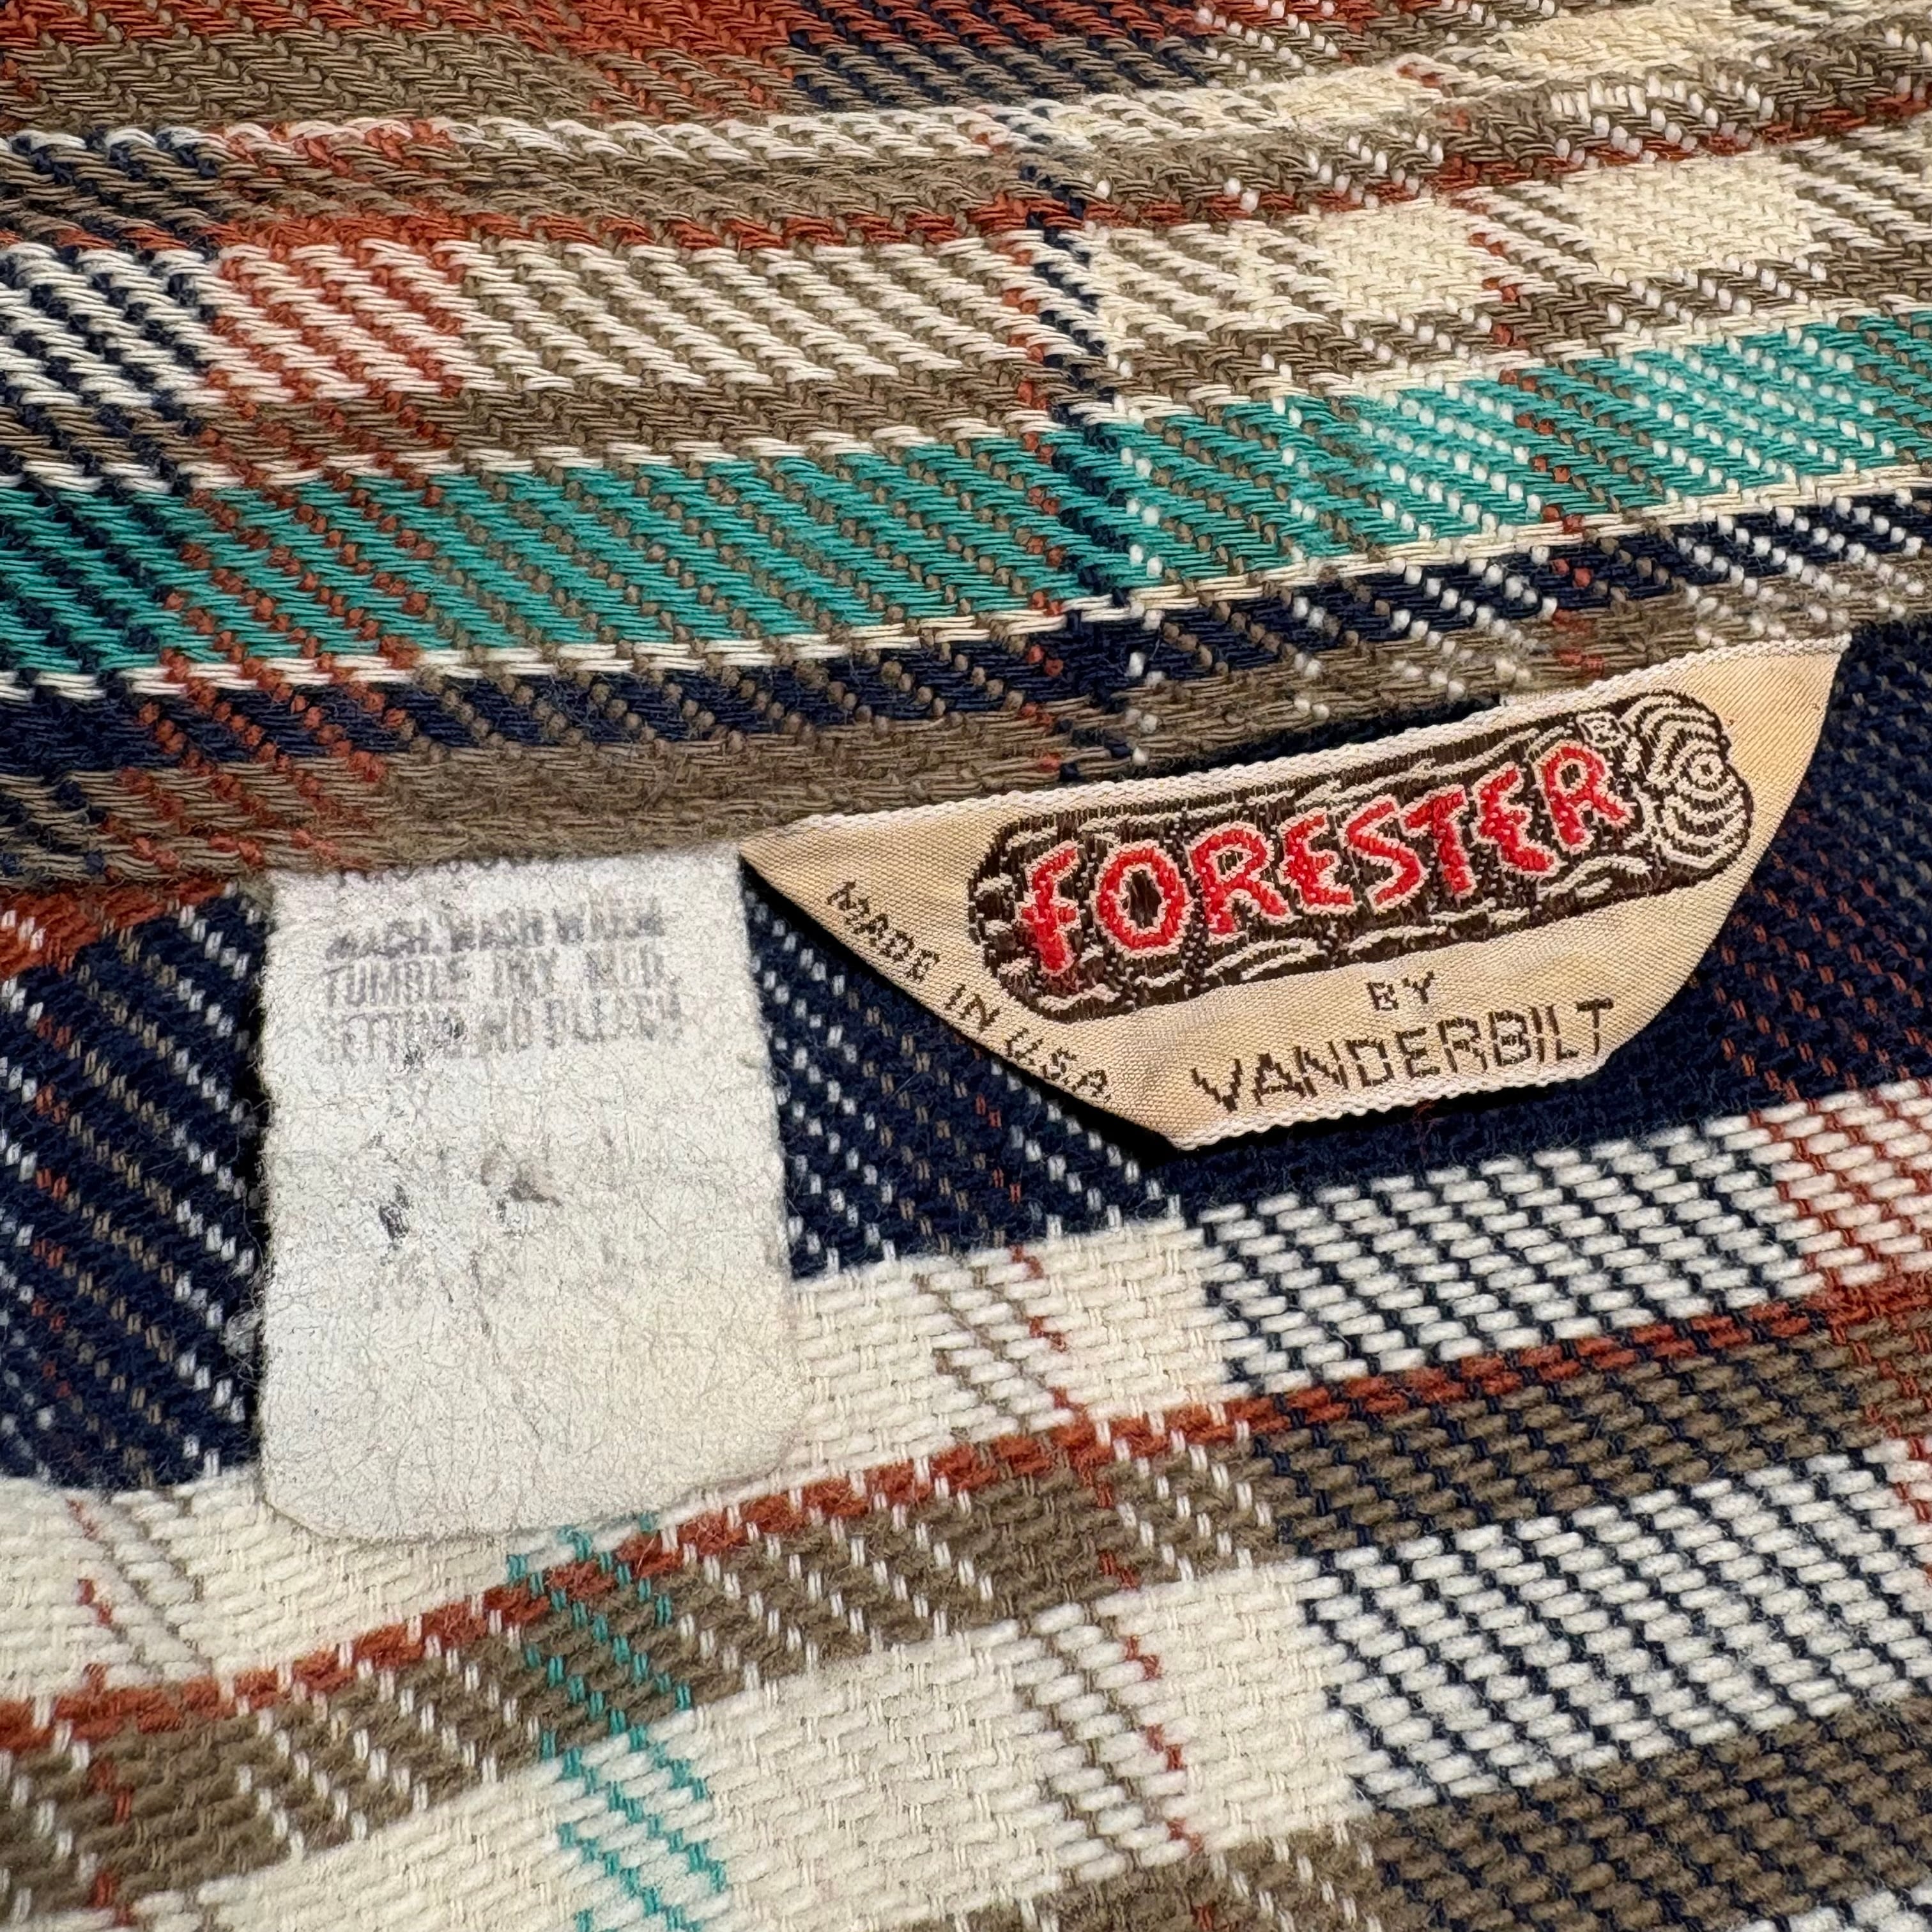 MACH. WASH WARM
TUMBLE DRY MED.
SETTING. NO BLEACH
FORESTER ®
MADE IN U.S.A.
BY
VANDERBILT